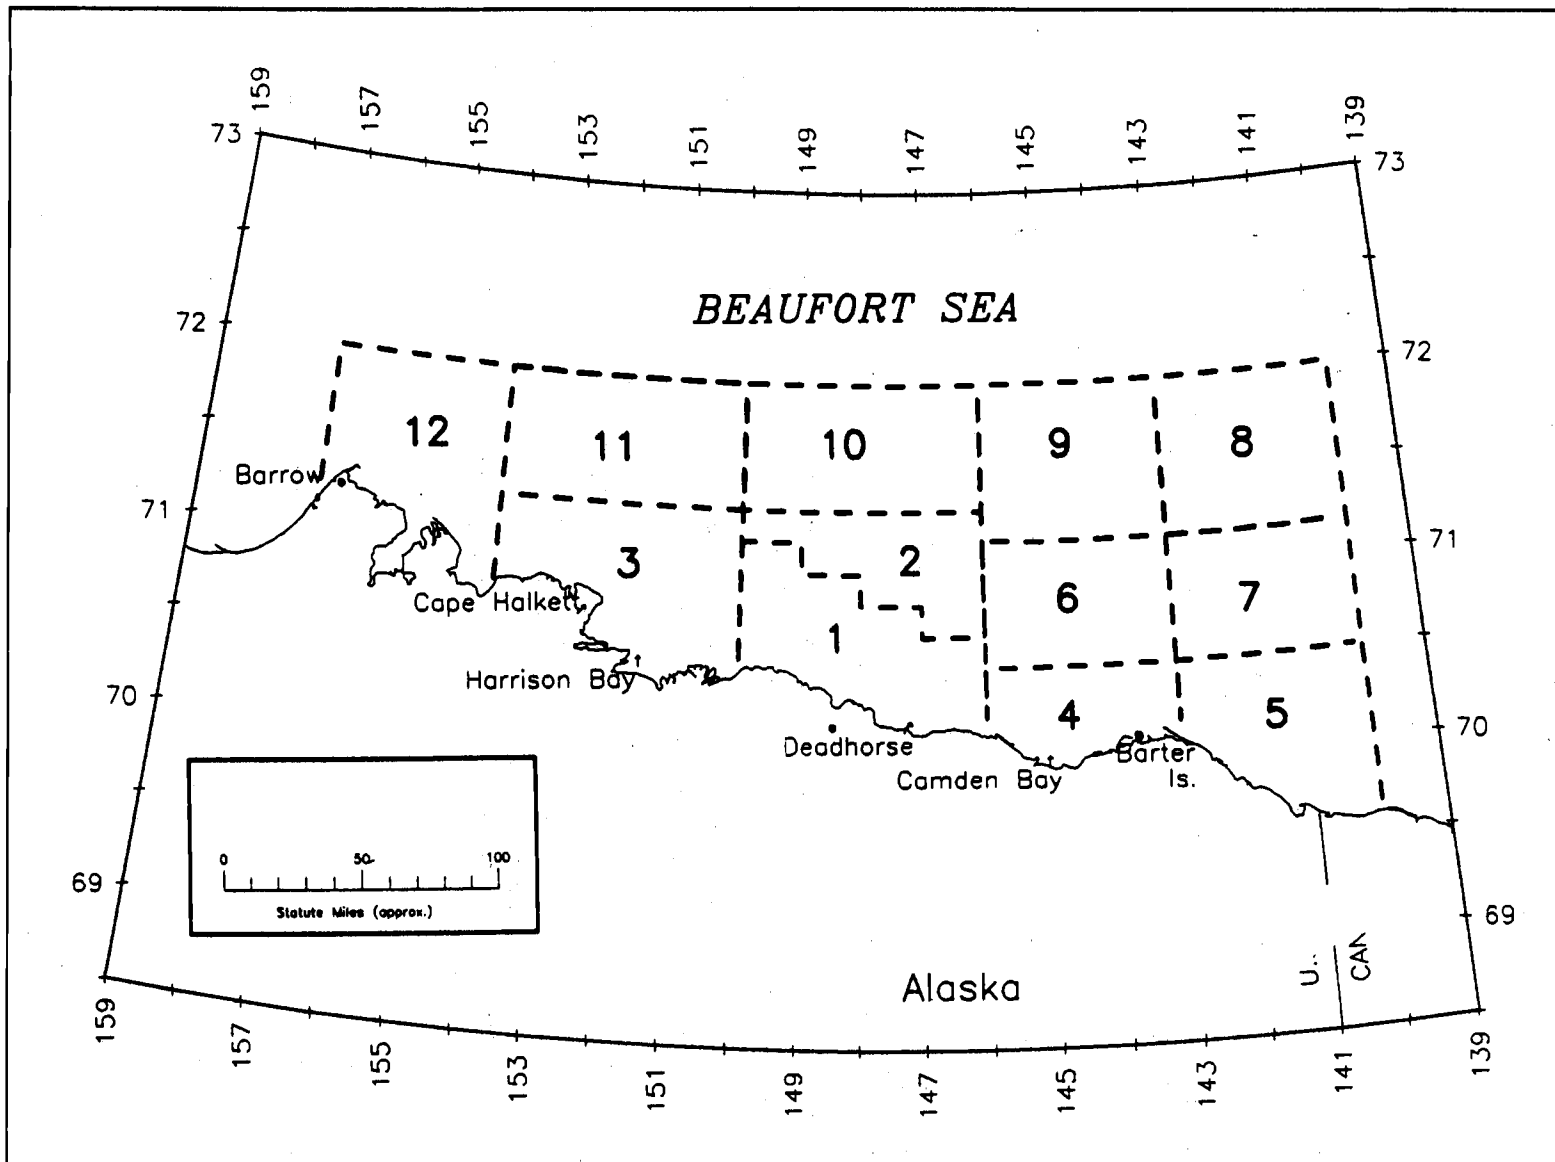 159 157 155 153 151 149 147 145 143 141 139
73 73
BEAUFORT SEA
72 72
12 11 10 9 8
Barrow
71 71
3 2 6 7
Cape Halkett
1
Harrison Bay
70 4 5 70
Deadhorse
Barter
Is.
Camden Bay
0 50 100
Statute Miles (approx.)
69 69
Alaska
U.. CAN
159 157 155 153 151 149 147 145 143 141 139